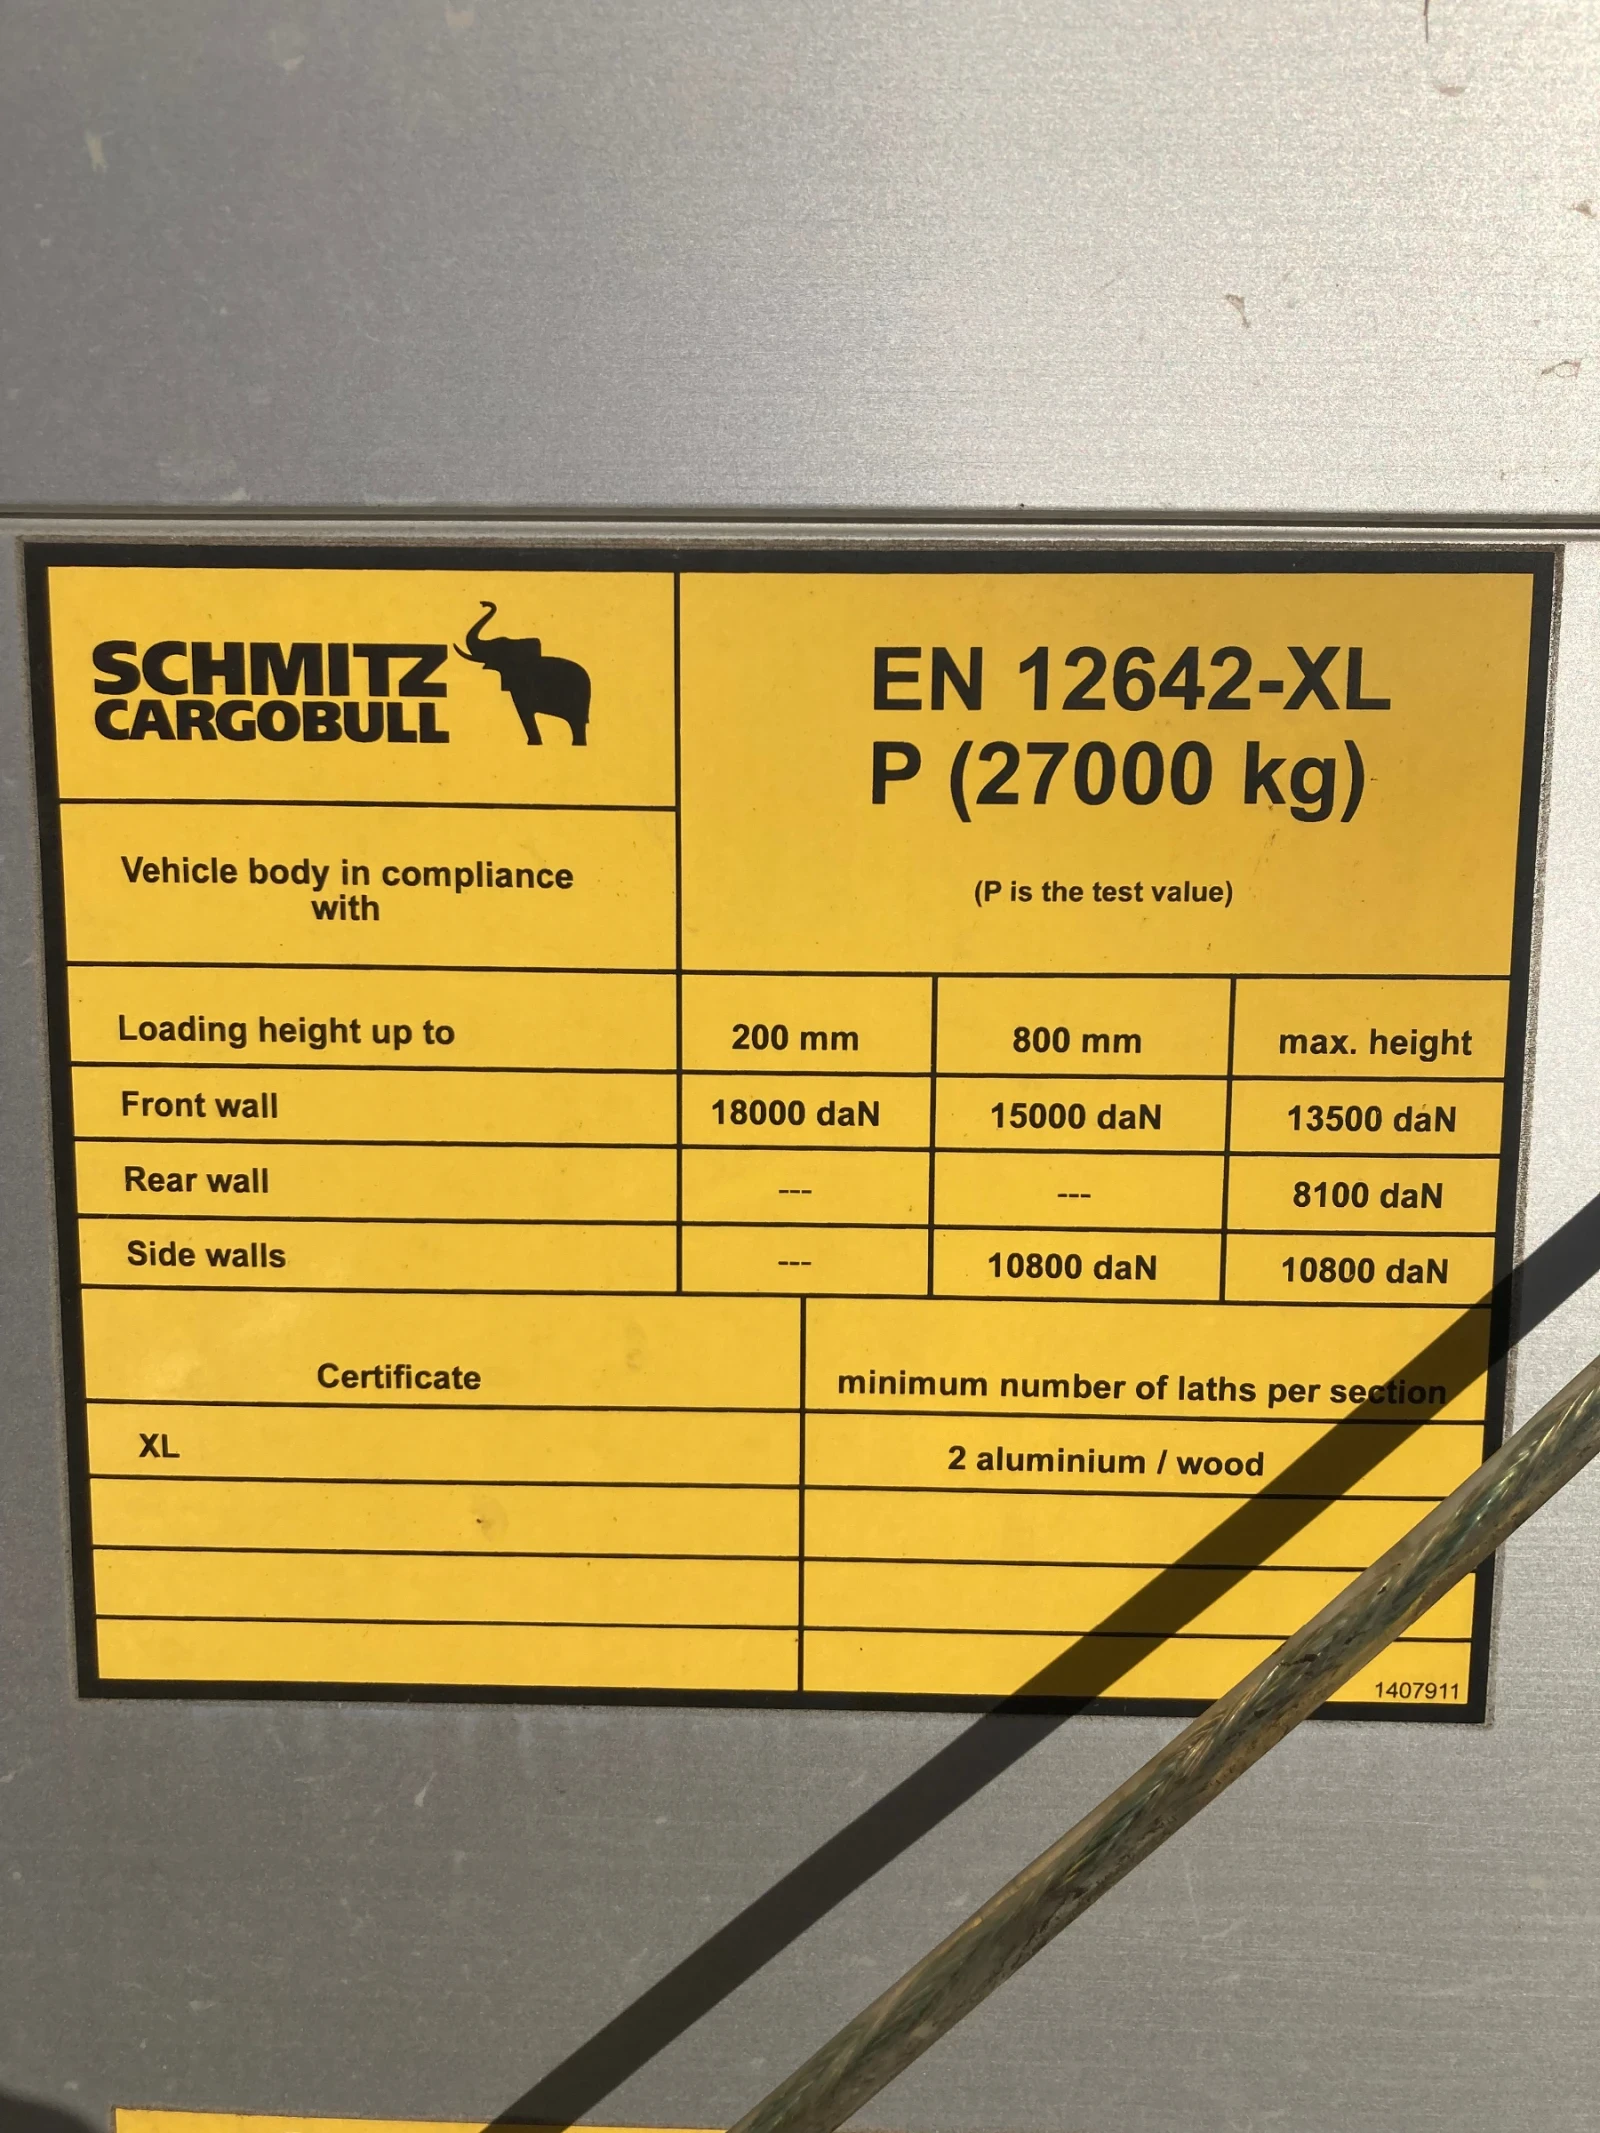 SCHMITZ
CARGOBULL
EN 12642-XL
P (27000 kg)
(P is the test value)
Vehicle body in compliance
with
Loading height up to 200 mm 800 mm max. height
Front wall 18000 daN 15000 daN 13500 daN
Rear wall --- --- 8100 daN
Side walls --- 10800 daN 10800 daN
Certificate minimum number of laths per section
XL 2 aluminium / wood
1407911